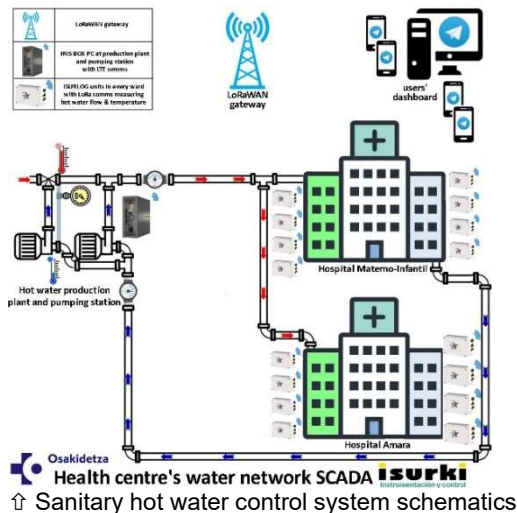 LoRaWAN gateway
IRIS BOX PC at production plant
and pumping station
with LTE comms
ISURLOG units in every ward
with LoRa comms measuring
hot water flow & temperature
LoRaWAN
gateway
users'
dashboard
Hospital Materno-Infantil
Hot water production
plant and pumping station
Hospital Amara
Osakidetza
Health centre's water network SCADA
isurki
Instrumentación y control
⇧ Sanitary hot water control system schematics